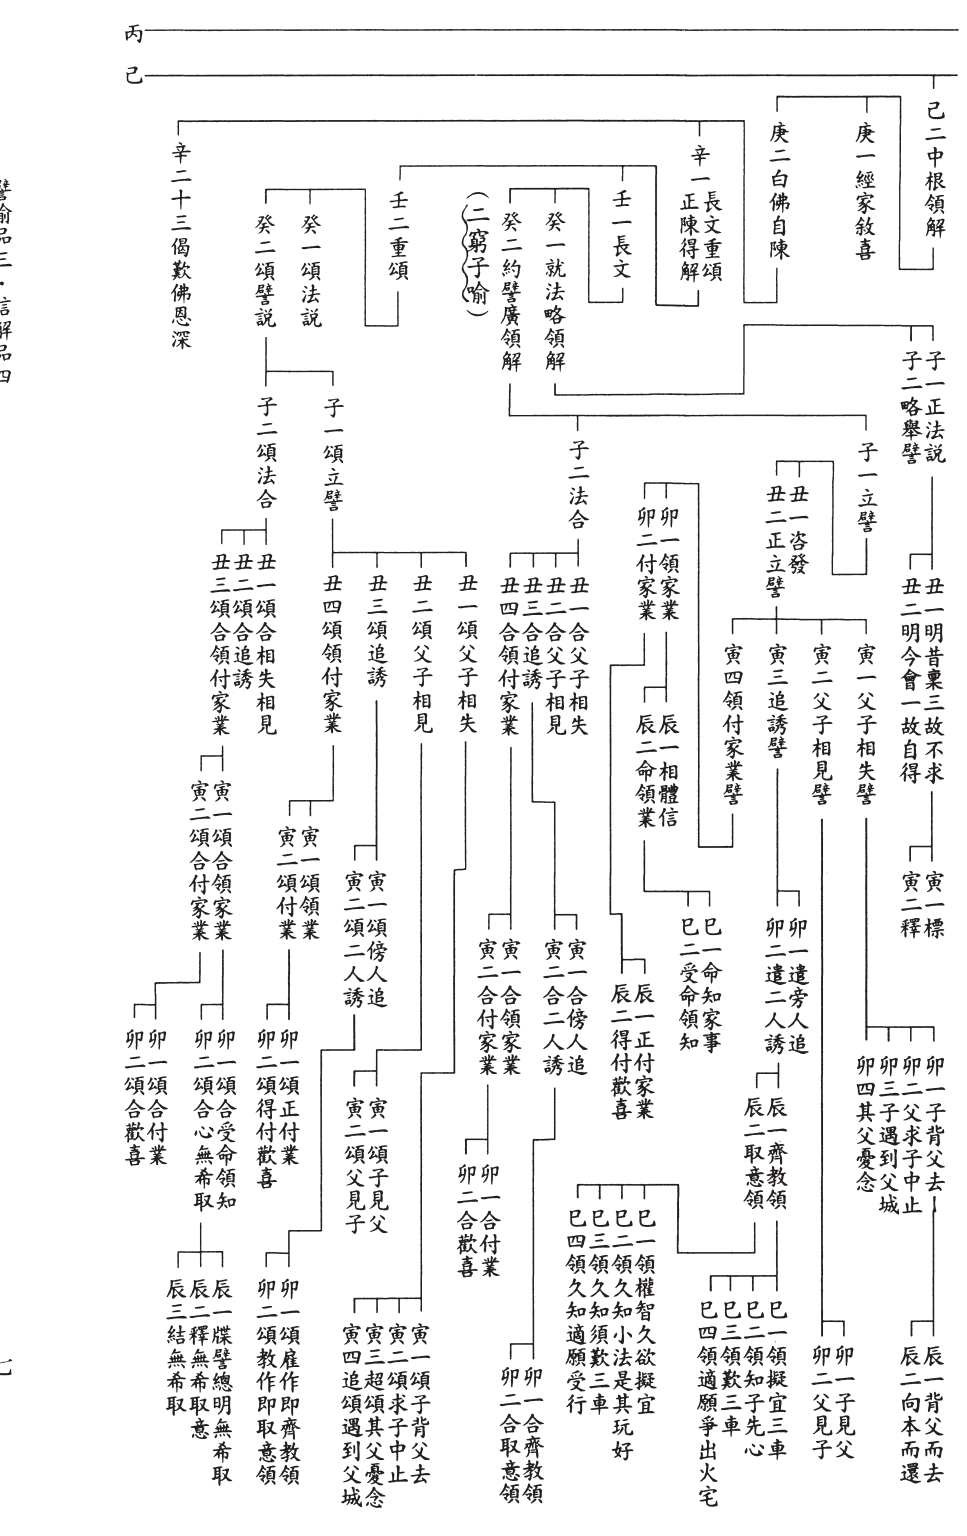 丙
己
己二中根領解
庚一經家敘喜
庚二白佛自陳
辛一
長文重頌
正陳得解
辛二十三偈歎佛恩深
壬一長文
壬二重頌
癸一就法略領解
癸二約譬廣領解
(二窮子喻)
癸一頌法說
癸二頌譬說
子一正法說
子二略舉譬
子一立譬
子二法合
子一頌立譬
子二頌法合
丑一明昔稟三故不求
丑二明今會一故自得
丑一咨發
丑二正立譬
卯一領家業
卯二付家業
丑一合父子相失
丑二合父子相見
丑三合追誘
丑四合領付家業
丑一頌父子相失
丑二頌父子相見
丑三頌追誘
丑四頌領付家業
丑一頌合相失相見
丑二頌合追誘
丑三頌合領付家業
寅一父子相失譬
寅二父子相見譬
寅三追誘譬
寅四領付家業譬
辰一相體信
辰二命領業
寅一標
寅二釋
卯一遣旁人追
卯二遣二人誘
巳一命知家事
巳二受命領知
辰一正付家業
辰二得付歡喜
寅一合傍人追
寅二合二人誘
寅一合領家業
寅二合付家業
寅一頌傍人追
寅二頌二人誘
寅一頌領業
寅二頌付業
寅一頌合領家業
寅二頌合付家業
卯一子背父去
卯二父求子中止
卯三子遇到父城
卯四其父憂念
辰一齊教領
辰二取意領
卯一合付業
卯二合歡喜
寅一頌子見父
寅二頌父見子
卯一頌正付業
卯二頌得付歡喜
卯一頌合受命領知
卯二頌合心無希取
卯一頌合付業
卯二頌合歡喜
辰一背父而去
辰二向本而還
卯一子見父
卯二父見子
巳一領擬宜三車
巳二領知子先心
巳三領歎三車
巳四領適願爭出火宅
巳一領權智久欲擬宜
巳二領久知小法是其玩好
巳三領久知須歎三車
巳四領久知適願受行
卯一合齊教領
卯二合取意領
寅一頌子背父去
寅二頌求子中止
寅三超頌其父憂念
寅四追頌遇到父城
卯一頌雇作即齊教領
卯二頌教作即取意領
辰一牒譬總明無希取
辰二釋無希取意
辰三結無希取
譬喻品三・信解品四
七